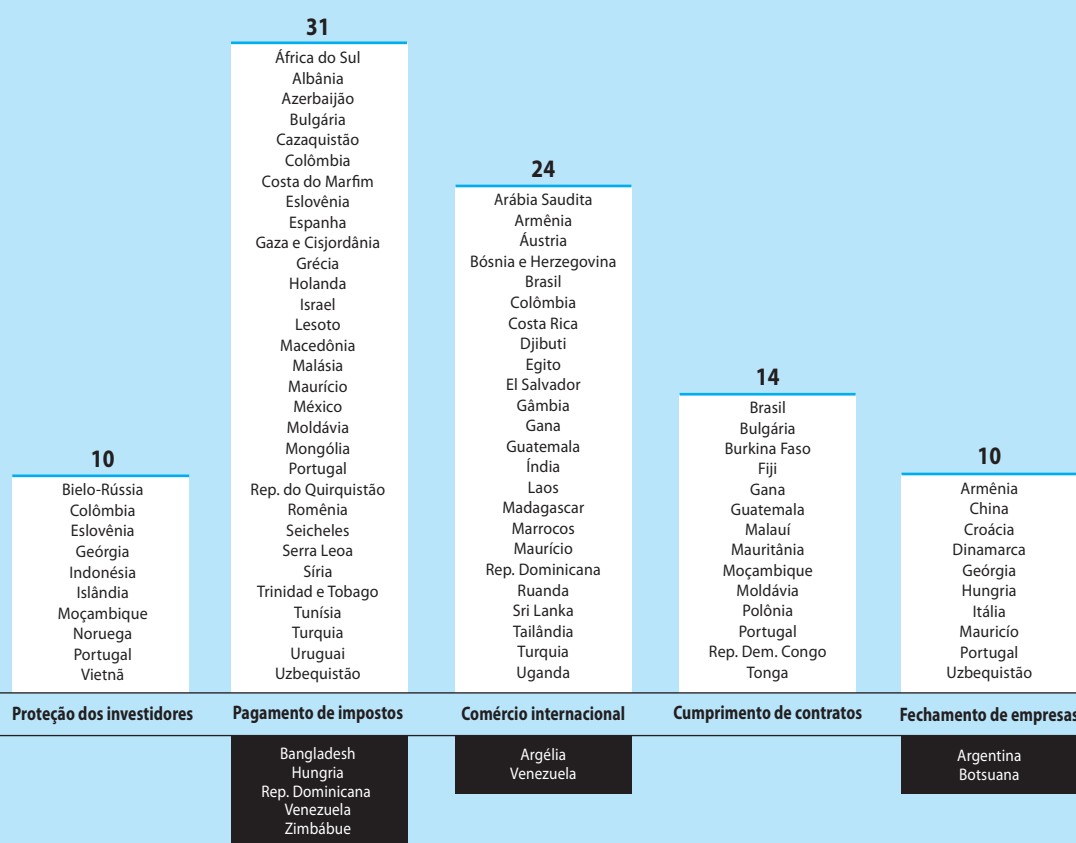 10
Bielo-Rússia
Colômbia
Eslovênia
Geórgia
Indonésia
Islândia
Moçambique
Noruega
Portugal
Vietnã
Proteção dos investidores
31
África do Sul
Albânia
Azerbaijão
Bulgária
Cazaquistão
Colômbia
Costa do Marfim
Eslovênia
Espanha
Gaza e Cisjordânia
Grécia
Holanda
Israel
Lesoto
Macedônia
Malásia
Maurício
México
Moldávia
Mongólia
Portugal
Rep. do Quirquistão
Romênia
Seicheles
Serra Leoa
Síria
Trinidad e Tobago
Tunísia
Turquia
Uruguai
Uzbequistão
Pagamento de impostos
Bangladesh
Hungria
Rep. Dominicana
Venezuela
Zimbábue
24
Arábia Saudita
Armênia
Áustria
Bósnia e Herzegovina
Brasil
Colômbia
Costa Rica
Djibuti
Egito
El Salvador
Gâmbia
Gana
Guatemala
Índia
Laos
Madagascar
Marrocos
Maurício
Rep. Dominicana
Ruanda
Sri Lanka
Tailândia
Turquia
Uganda
Comércio internacional
Argélia
Venezuela
14
Brasil
Bulgária
Burkina Faso
Fiji
Gana
Guatemala
Malauí
Mauritânia
Moçambique
Moldávia
Polônia
Portugal
Rep. Dem. Congo
Tonga
Cumprimento de contratos
10
Armênia
China
Croácia
Dinamarca
Geórgia
Hungria
Itália
Mauricío
Portugal
Uzbequistão
Fechamento de empresas
Argentina
Botsuana